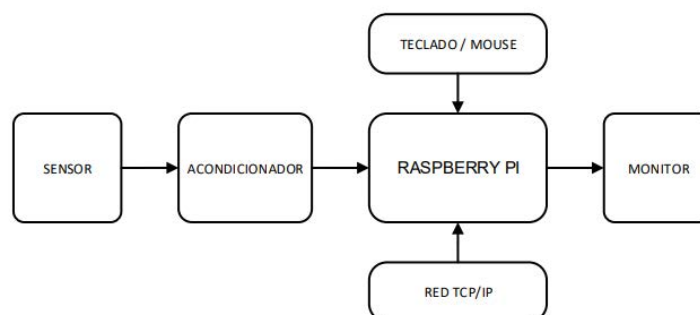 TECLADO / MOUSE
SENSOR
ACONDICIONADOR
RASPBERRY PI
MONITOR
RED TCP/IP